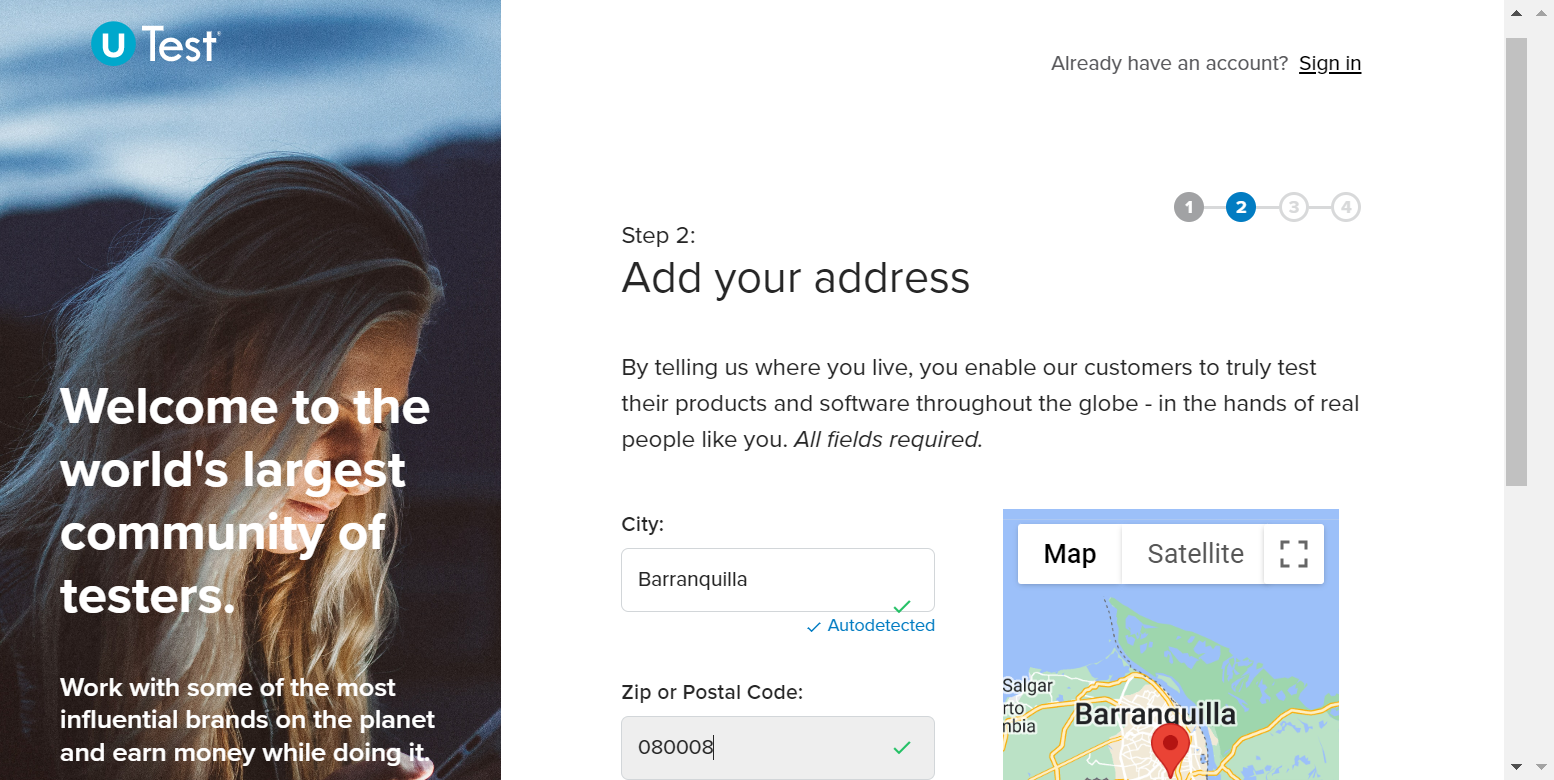 U Test
Already have an account? Sign in
1 2 3 4
Step 2:
Add your address
By telling us where you live, you enable our customers to truly test
their products and software throughout the globe - in the hands of real
people like you. All fields required.
City:
Barranquilla
Autodetected
Zip or Postal Code:
080008
Map
Satellite
Salgar
rto
mbia
Barranquilla
Welcome to the
world's largest
community of
testers.
Work with some of the most
influential brands on the planet
and earn money while doing it.